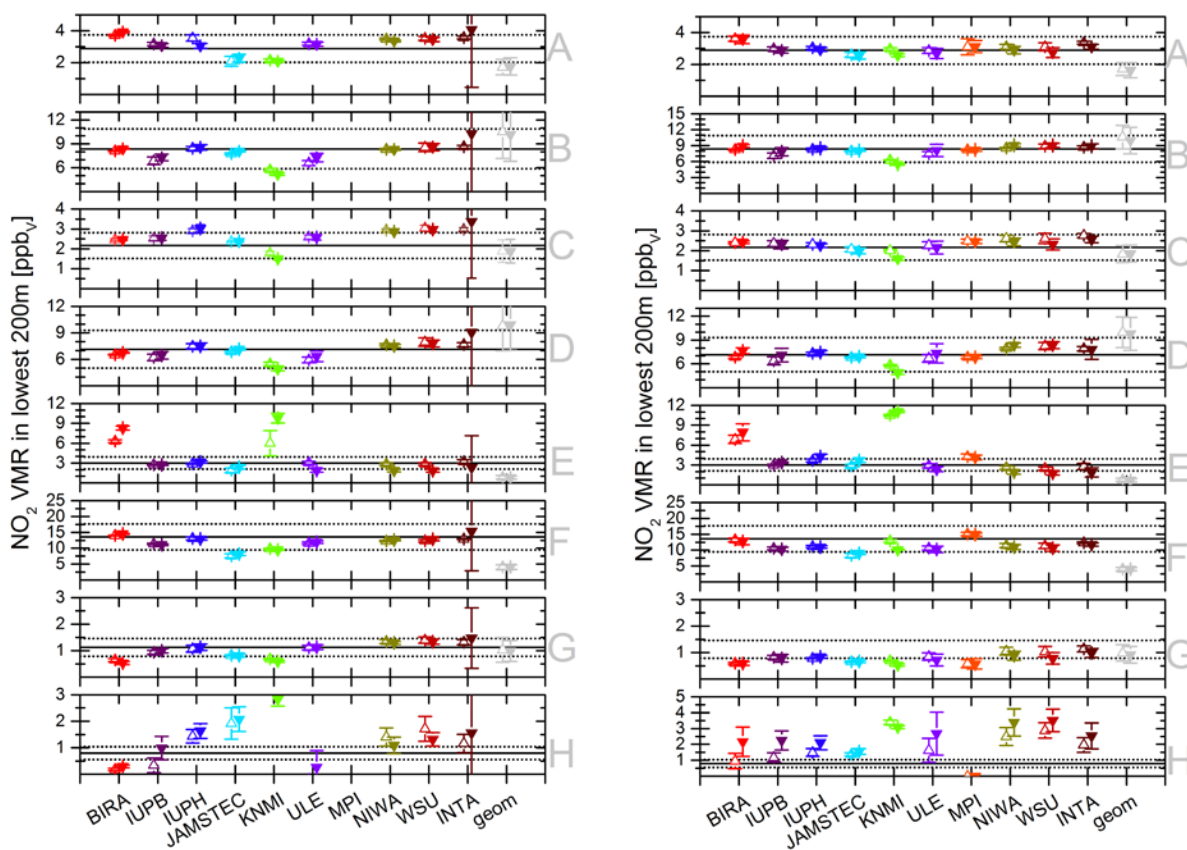 NO2 VMR in lowest 200m [ppbV]
4
2
A
12
9
6
B
4
3
2
1
C
12
9
6
D
12
9
6
3
E
25
20
15
10
5
F
3
2
1
G
3
2
1
H
BIRA
IUPB
IUPH
JAMSTEC
KNMI
ULE
MPI
NIWA
WSU
INTA
geom
NO2 VMR in lowest 200m [ppbV]
4
2
A
15
12
9
6
3
B
4
3
2
1
C
12
9
6
D
12
9
6
3
E
25
20
15
10
5
F
3
2
1
G
5
4
3
2
1
H
BIRA
IUPB
IUPH
JAMSTEC
KNMI
ULE
MPI
NIWA
WSU
INTA
geom